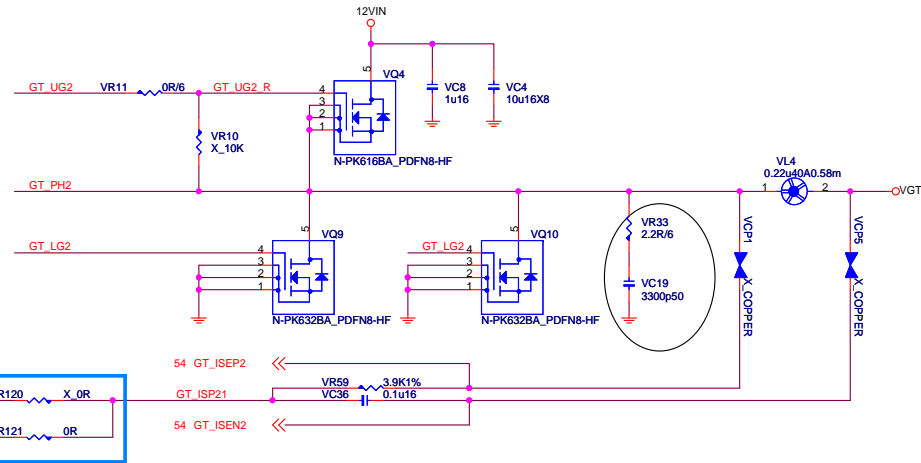 12VIN
5
VQ4
GT_UG2 VR11 0R/6 GT_UG2_R 4
3
2
1
VC8
1u16
VC4
10u16X8
VR10
X_10K
N-PK616BA_PDFN8-HF
VL4
0.22u40A0.58m
GT_PH2 1 2 VGT
5 VQ9
5 VQ10
GT_LG2 4
3
2
1
GT_LG2 4
3
2
1
VR33
2.2R/6
VC19
3300p50
VCP1 X_COPPER
VCP5 X_COPPER
N-PK632BA_PDFN8-HF
N-PK632BA_PDFN8-HF
54 GT_ISEP2
VR59 3.9K1%
R120 X_0R GT_ISP21 VC36 0.1u16
54 GT_ISEN2
R121 0R